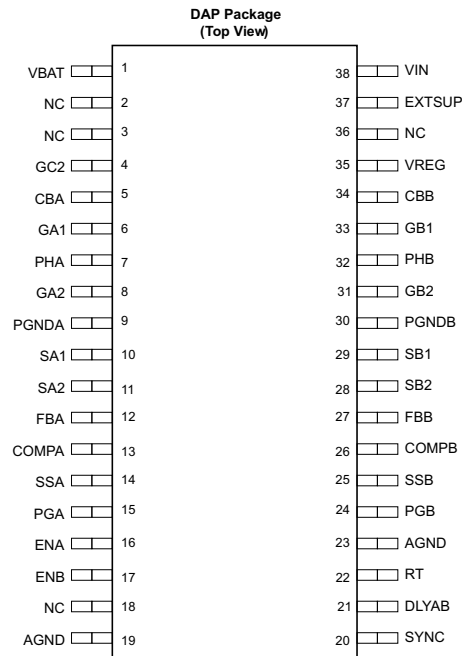 DAP Package
(Top View)
VBAT 1 38 VIN
NC 2 37 EXTSUP
NC 3 36 NC
GC2 4 35 VREG
CBA 5 34 CBB
GA1 6 33 GB1
PHA 7 32 PHB
GA2 8 31 GB2
PGNDA 9 30 PGNDB
SA1 10 29 SB1
SA2 11 28 SB2
FBA 12 27 FBB
COMPA 13 26 COMPB
SSA 14 25 SSB
PGA 15 24 PGB
ENA 16 23 AGND
ENB 17 22 RT
NC 18 21 DLYAB
AGND 19 20 SYNC